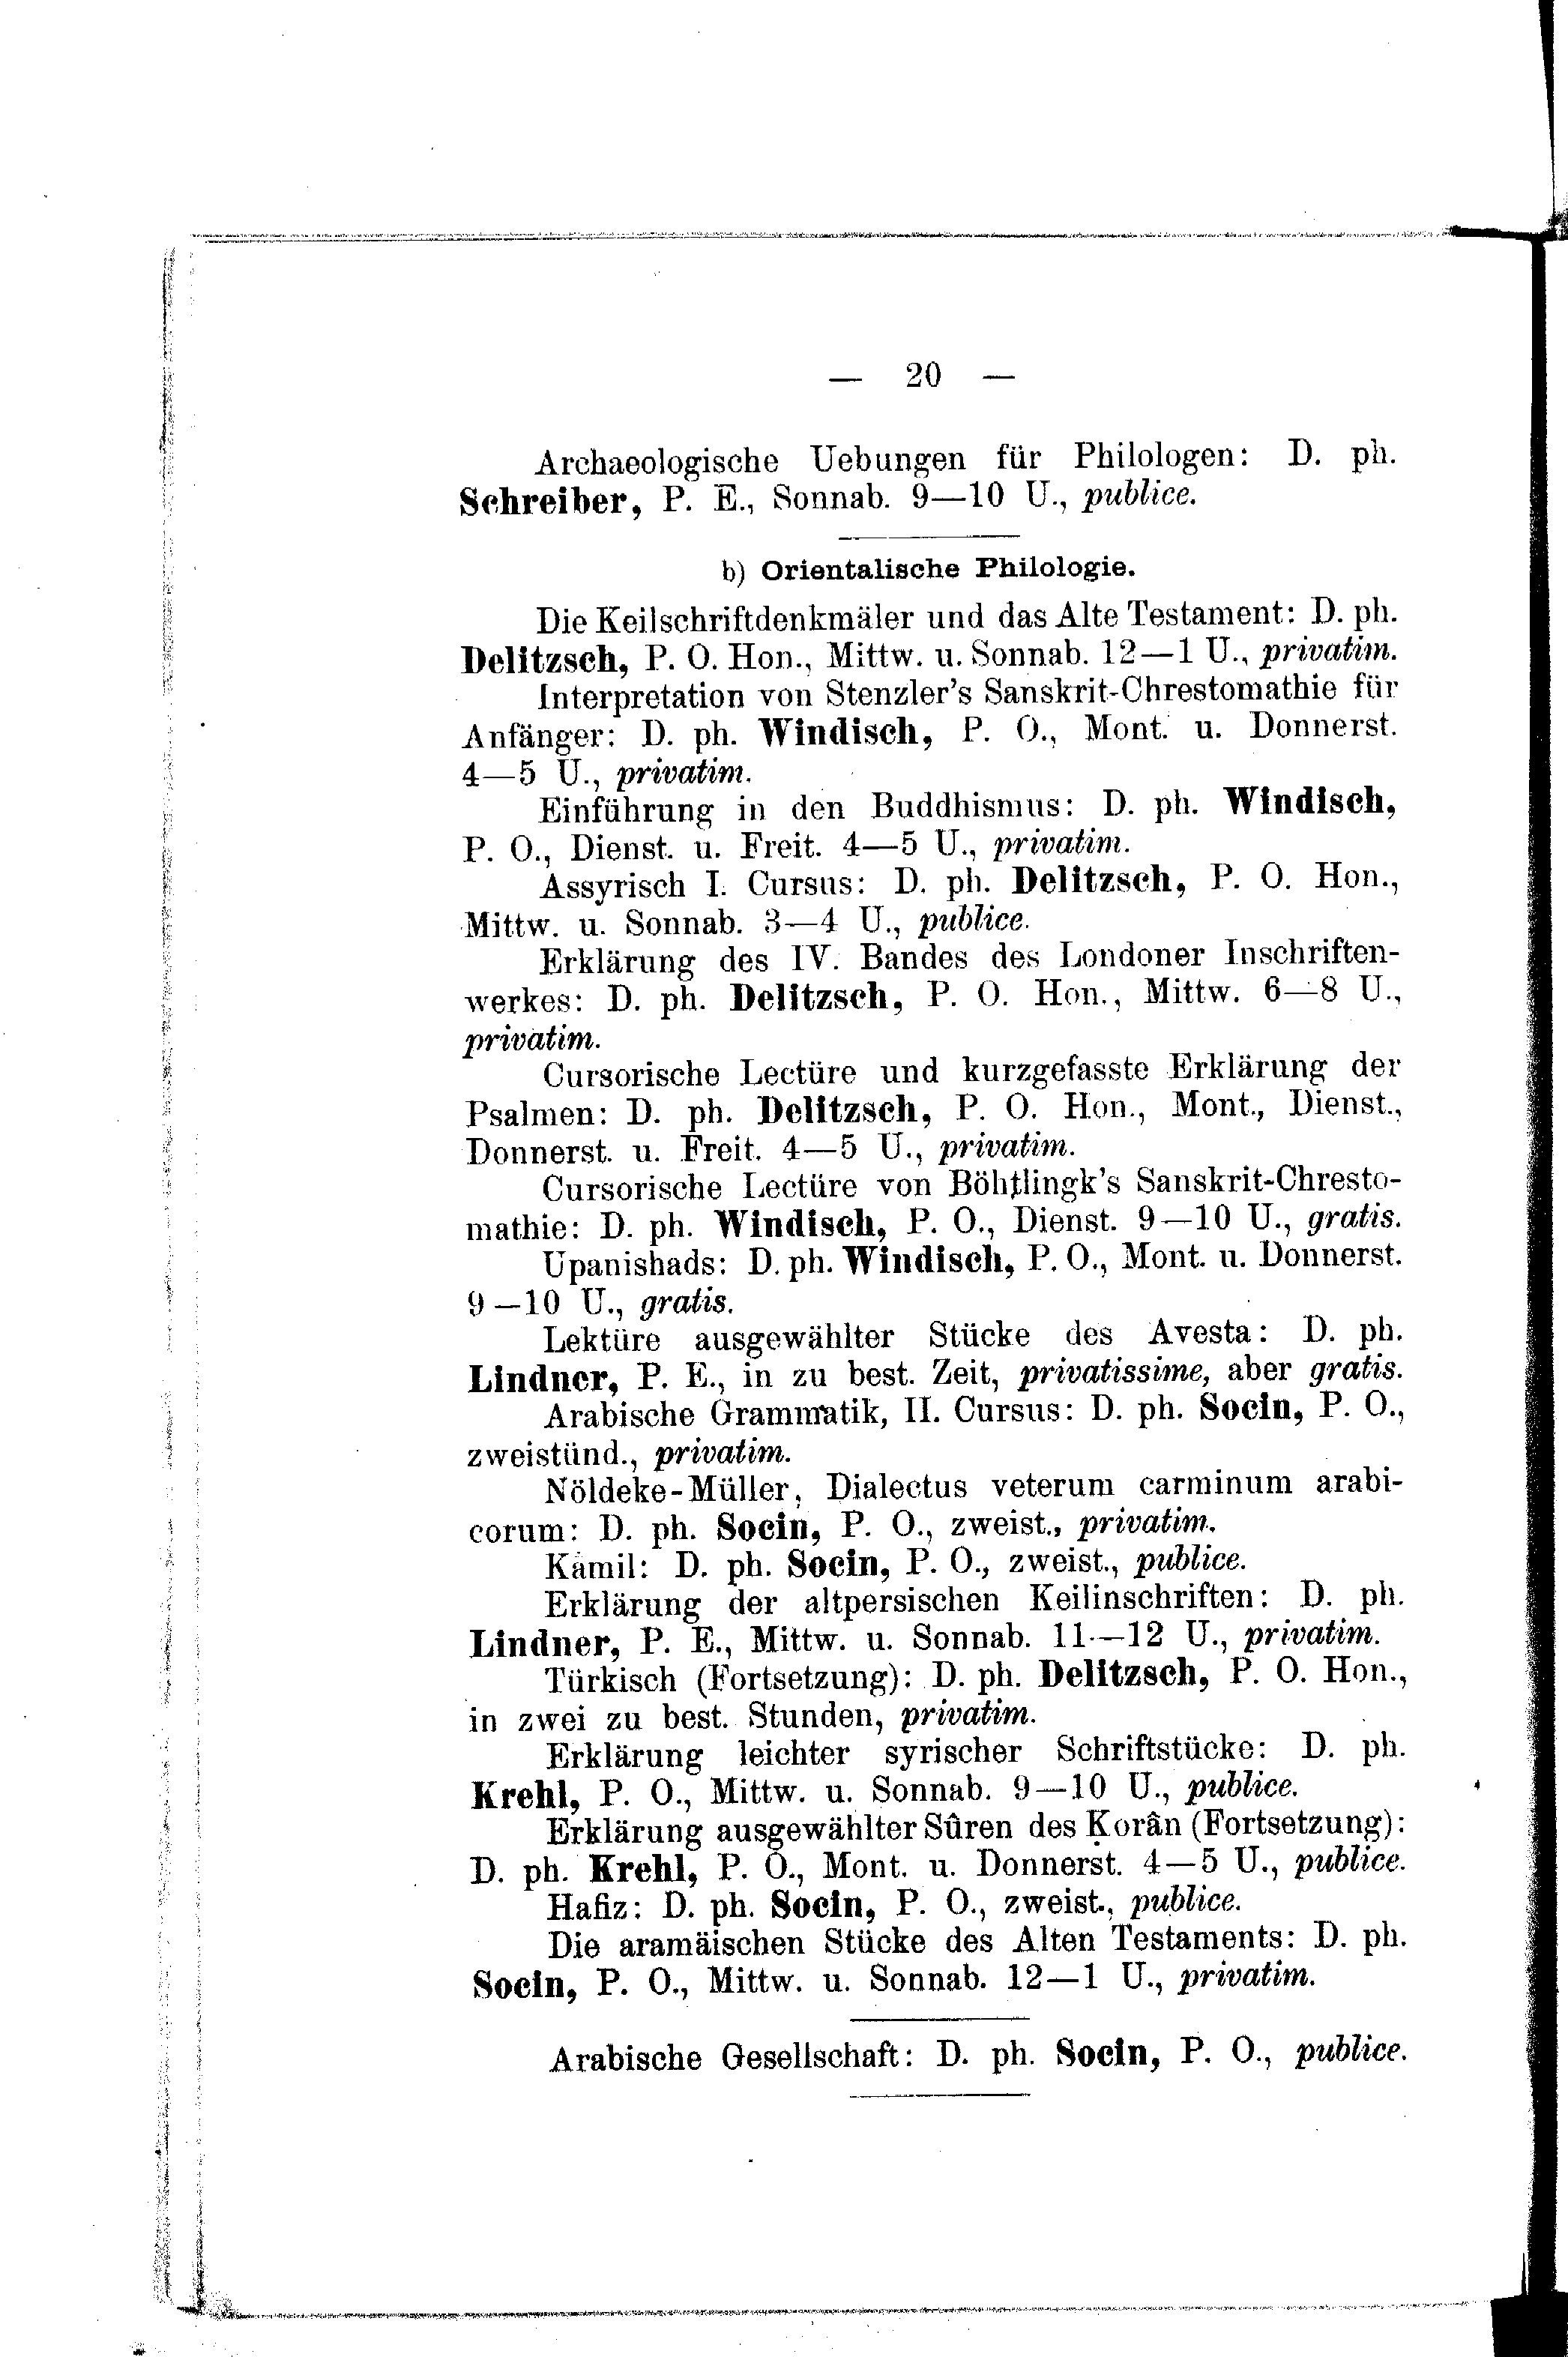 — 20 —
Archaeologische Uebungen für Philologen: D. ph.
Schreiber, P. E., Sonnab. 9—10 U., publice.
b) Orientalische Philologie.
Die Keilschriftdenkmäler und das Alte Testament: D. ph.
Delitzsch, P. O. Hon., Mittw. u. Sonnab. 12—1 U., privatim.
Interpretation von Stenzler's Sanskrit-Chrestomathie für
Anfänger: D. ph. Windisch, P. O., Mont. u. Donnerst.
4—5 U., privatim.
Einführung in den Buddhismus: D. ph. Windisch,
P. O., Dienst. u. Freit. 4—5 U., privatim.
Assyrisch I. Cursus: D. ph. Delitzsch, P. O. Hon.,
Mittw. u. Sonnab. 3—4 U., publice.
Erklärung des IV. Bandes des Londoner Inschriften-
werkes: D. ph. Delitzsch, P. O. Hon., Mittw. 6—8 U.,
privatim.
Cursorische Lectüre und kurzgefasste Erklärung der
Psalmen: D. ph. Delitzsch, P. O. Hon., Mont., Dienst.,
Donnerst. u. Freit. 4—5 U., privatim.
Cursorische Lectüre von Böhtlingk's Sanskrit-Chresto-
mathie: D. ph. Windisch, P. O., Dienst. 9—10 U., gratis.
Upanishads: D. ph. Windisch, P. O., Mont. u. Donnerst.
9—10 U., gratis.
Lektüre ausgewählter Stücke des Avesta: D. ph.
Lindner, P. E., in zu best. Zeit, privatissime, aber gratis.
Arabische Grammatik, II. Cursus: D. ph. Socin, P. O.,
zweistünd., privatim.
Nöldeke-Müller, Dialectus veterum carminum arabi-
corum: D. ph. Socin, P. O., zweist., privatim.
Kâmil: D. ph. Socin, P. O., zweist., publice.
Erklärung der altpersischen Keilinschriften: D. ph.
Lindner, P. E., Mittw. u. Sonnab. 11—12 U., privatim.
Türkisch (Fortsetzung): D. ph. Delitzsch, P. O. Hon.,
in zwei zu best. Stunden, privatim.
Erklärung leichter syrischer Schriftstücke: D. ph.
Krehl, P. O., Mittw. u. Sonnab. 9—10 U., publice.
Erklärung ausgewählter Sûren des Ḳorân (Fortsetzung):
D. ph. Krehl, P. O., Mont. u. Donnerst. 4—5 U., publice.
Hafiz: D. ph. Socin, P. O., zweist., publice.
Die aramäischen Stücke des Alten Testaments: D. ph.
Socin, P. O., Mittw. u. Sonnab. 12—1 U., privatim.
Arabische Gesellschaft: D. ph. Socin, P. O., publice.